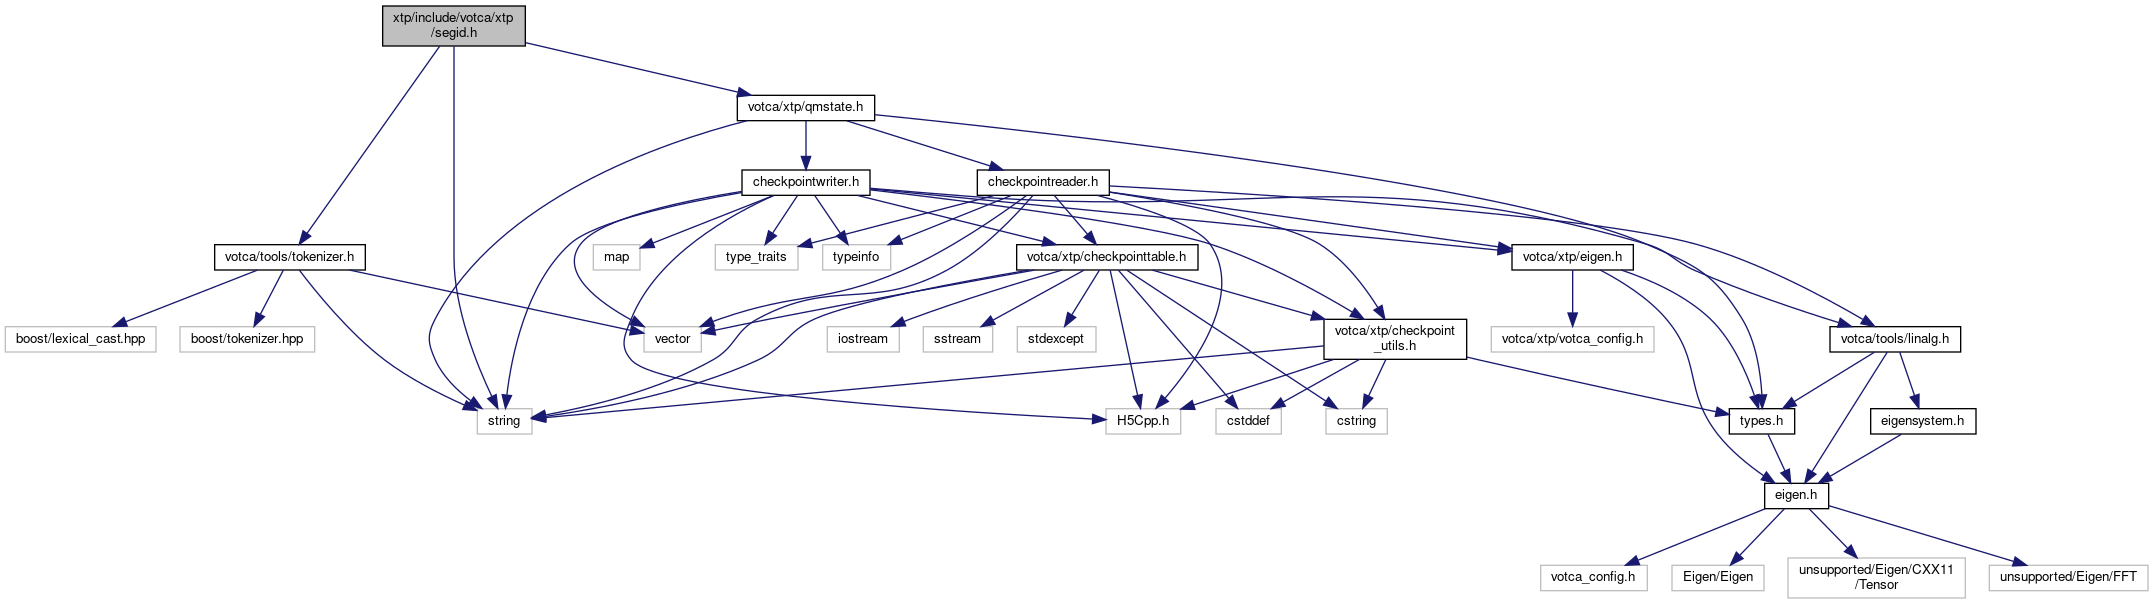 xtp/include/votca/xtp
/segid.h
votca/xtp/qmstate.h
checkpointwriter.h
checkpointreader.h
votca/tools/tokenizer.h
map
type_traits
typeinfo
votca/xtp/checkpointtable.h
votca/xtp/eigen.h
boost/lexical_cast.hpp
boost/tokenizer.hpp
vector
iostream
sstream
stdexcept
votca/xtp/checkpoint
_utils.h
votca/xtp/votca_config.h
votca/tools/linalg.h
string
H5Cpp.h
cstddef
cstring
types.h
eigensystem.h
eigen.h
votca_config.h
Eigen/Eigen
unsupported/Eigen/CXX11
/Tensor
unsupported/Eigen/FFT